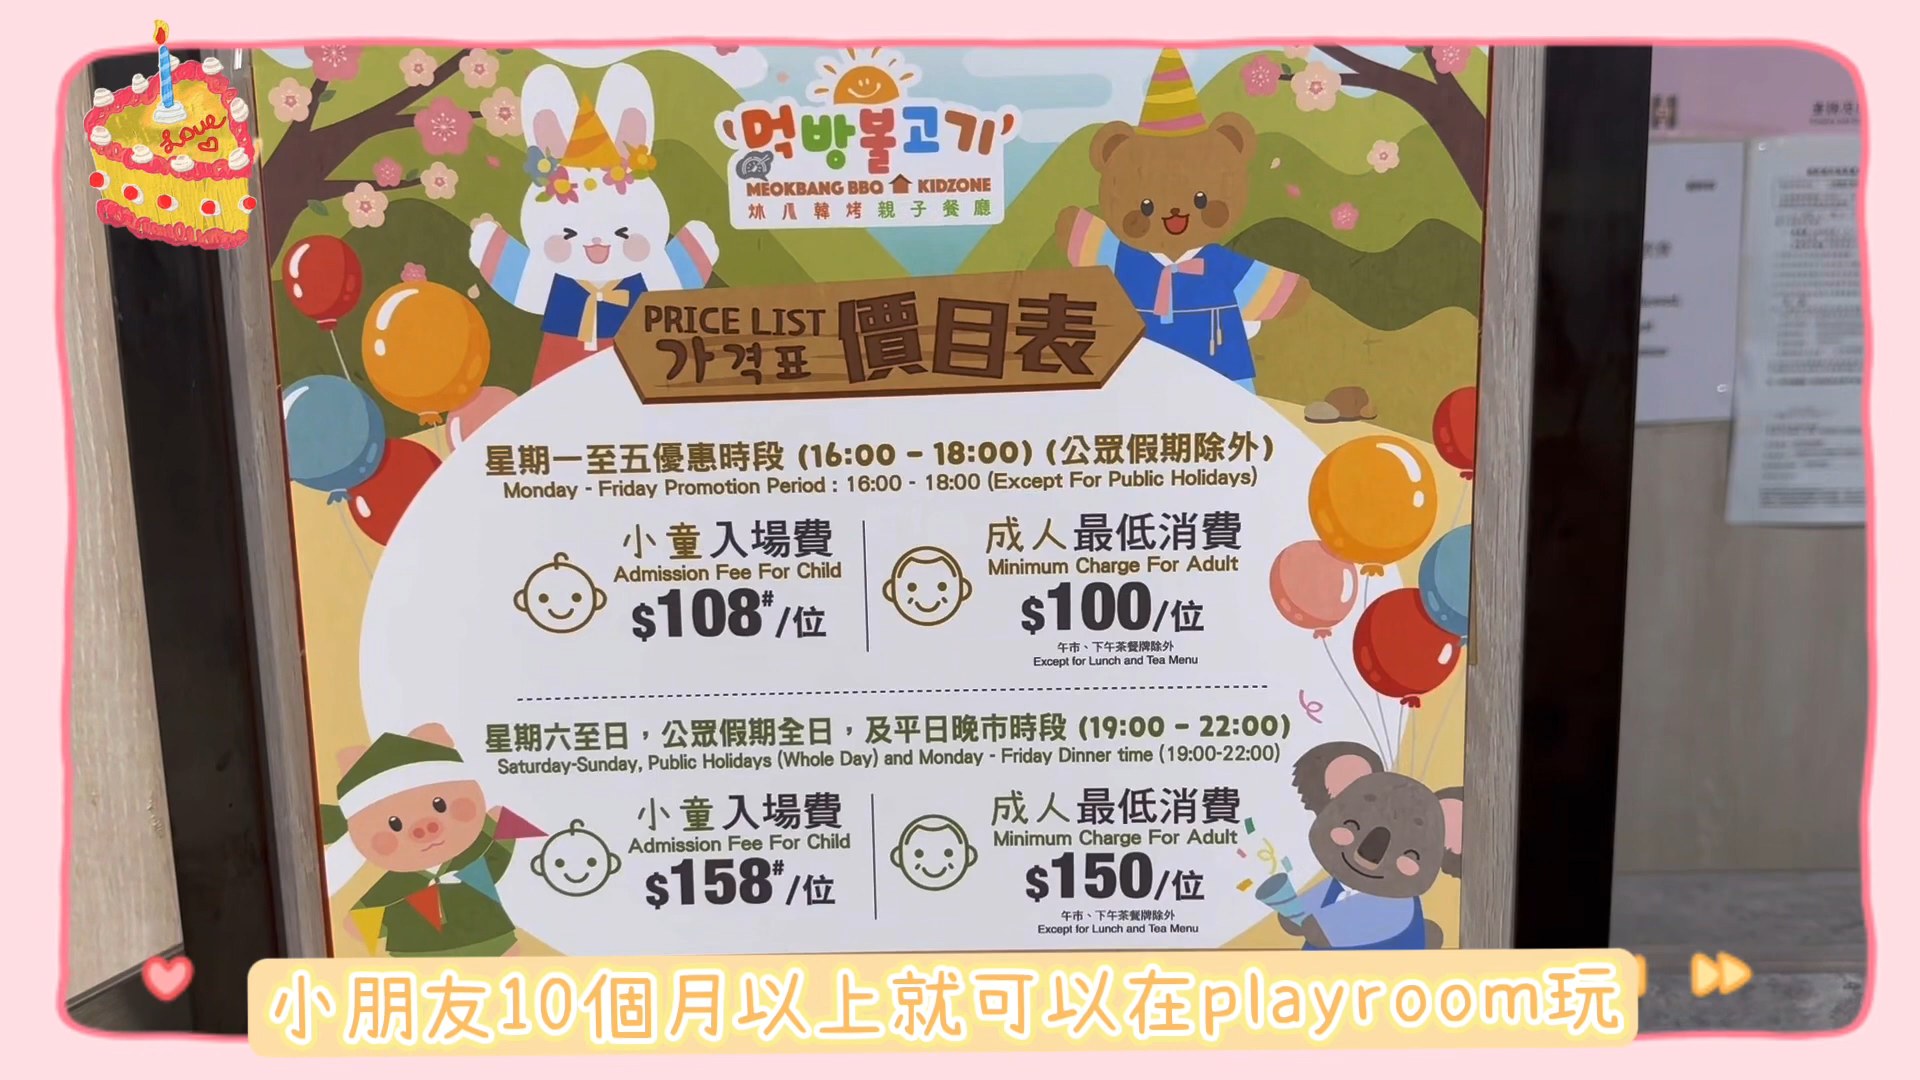 Love
'먹방불고기'
MEOKBANG BBQ KIDZONE
炑八韓烤親子餐廳
PRICE LIST
가격표
價目表
星期一至五優惠時段 (16:00 – 18:00) (公眾假期除外)
Monday - Friday Promotion Period : 16:00 - 18:00 (Except For Public Holidays)
小童入場費
Admission Fee For Child
$108#/位
成人最低消費
Minimum Charge For Adult
$100/位
午市、下午茶餐牌除外
Except for Lunch and Tea Menu
星期六至日，公眾假期全日，及平日晚市時段 (19:00 – 22:00)
Saturday-Sunday, Public Holidays (Whole Day) and Monday - Friday Dinner time (19:00-22:00)
小童入場費
Admission Fee For Child
$158#/位
成人最低消費
Minimum Charge For Adult
$150/位
午市、下午茶餐牌除外
Except for Lunch and Tea Menu
小朋友10個月以上就可以在playroom玩